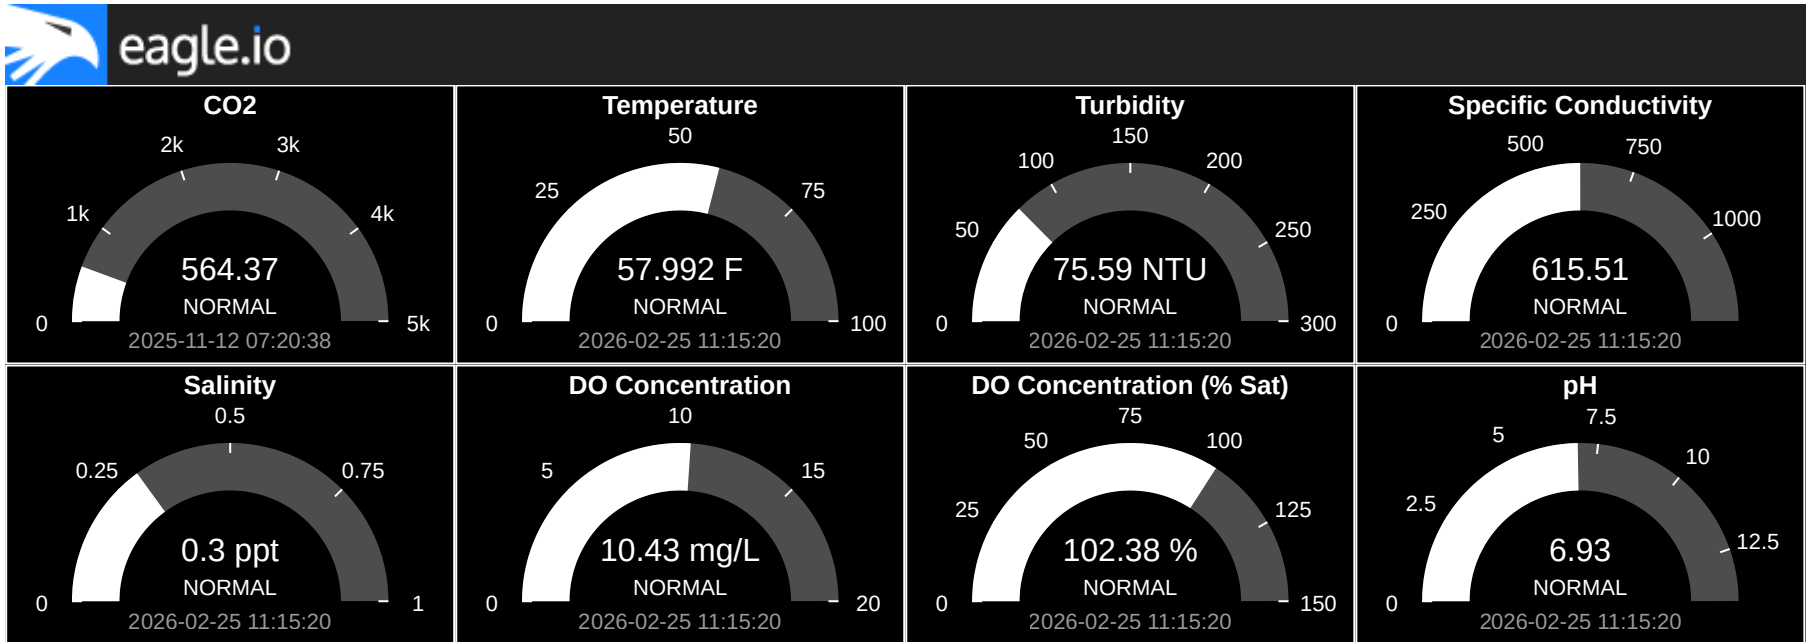 eagle.io
CO2
2k
3k
1k
4k
564.37
NORMAL
0
5k
2025-11-12 07:20:38
Temperature
50
25
75
57.992 F
NORMAL
0
100
2026-02-25 11:15:20
Turbidity
150
100
200
50
250
75.59 NTU
NORMAL
0
300
2026-02-25 11:15:20
Specific Conductivity
500
750
250
1000
615.51
NORMAL
0
2026-02-25 11:15:20
Salinity
0.5
0.25
0.75
0.3 ppt
NORMAL
0
1
2026-02-25 11:15:20
DO Concentration
10
5
15
10.43 mg/L
NORMAL
0
20
2026-02-25 11:15:20
DO Concentration (% Sat)
75
50
100
25
125
102.38 %
NORMAL
0
150
2026-02-25 11:15:20
pH
7.5
5
10
2.5
12.5
6.93
NORMAL
0
2026-02-25 11:15:20